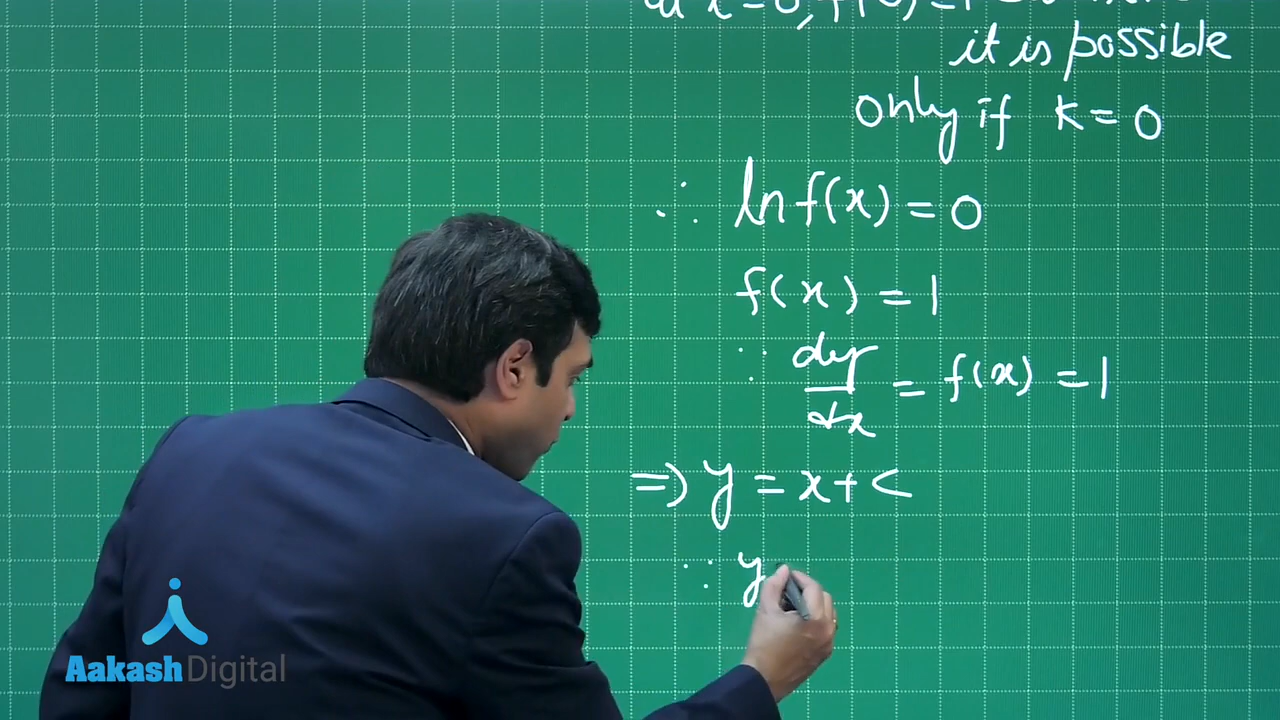 it is possible
only if k = 0
∴ ln f(x) = 0
f(x) = 1
∵ dy/dx = f(x) = 1
=> y = x + c
∵ y
Aakash Digital